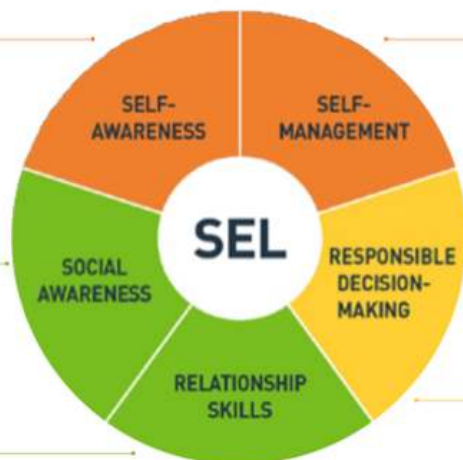 SELF-
AWARENESS
SELF-
MANAGEMENT
SEL
SOCIAL
AWARENESS
RESPONSIBLE
DECISION-
MAKING
RELATIONSHIP
SKILLS